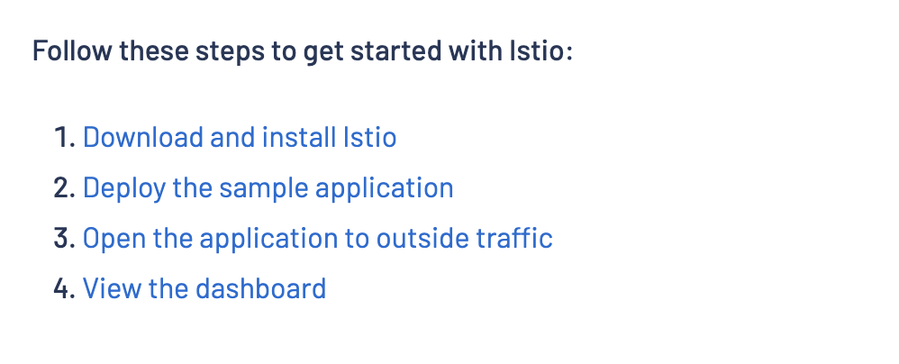 Follow these steps to get started with Istio:
1. Download and install Istio
2. Deploy the sample application
3. Open the application to outside traffic
4. View the dashboard